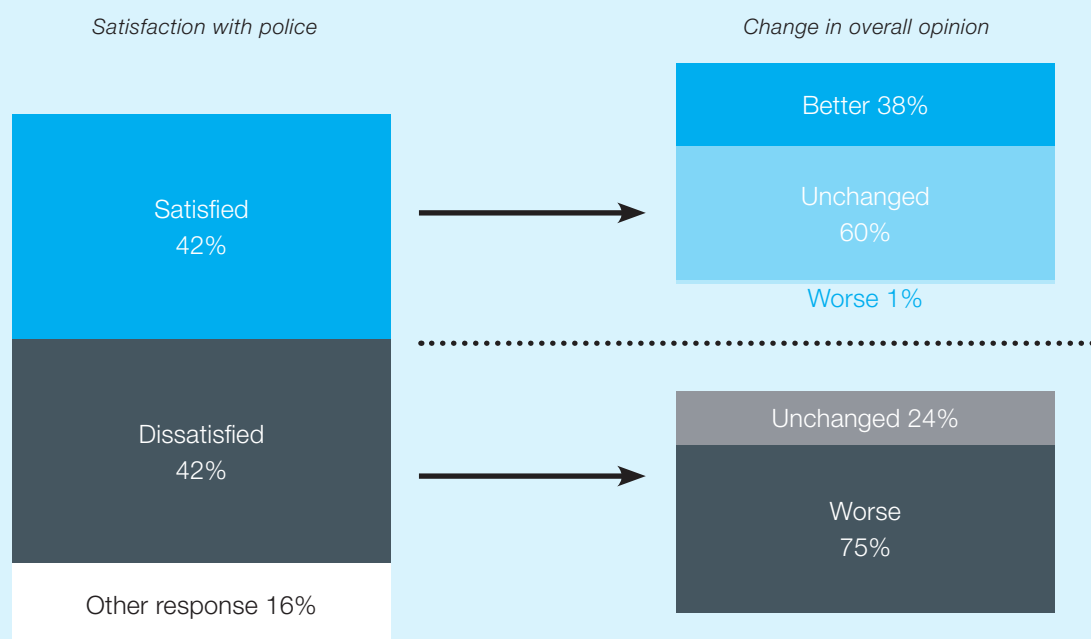 Satisfaction with police
Change in overall opinion
Satisfied
42%
Dissatisfied
42%
Other response 16%
Better 38%
Unchanged
60%
Worse 1%
Unchanged 24%
Worse
75%